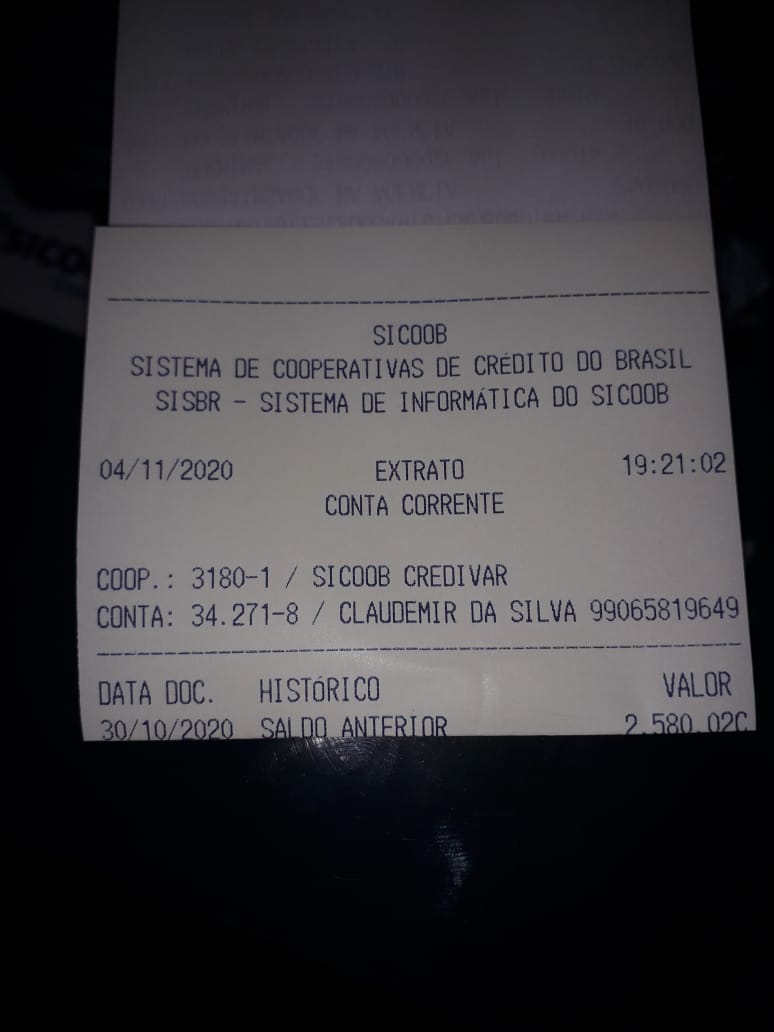 SICOOB
SISTEMA DE COOPERATIVAS DE CRÉDITO DO BRASIL
SISBR - SISTEMA DE INFORMÁTICA DO SICOOB
04/11/2020 EXTRATO 19:21:02
CONTA CORRENTE
COOP.: 3180-1 / SICOOB CREDIVAR
CONTA: 34.271-8 / CLAUDEMIR DA SILVA 99065819649
DATA DOC. HISTÓRICO VALOR
30/10/2020 SALDO ANTERIOR 2.580,02C